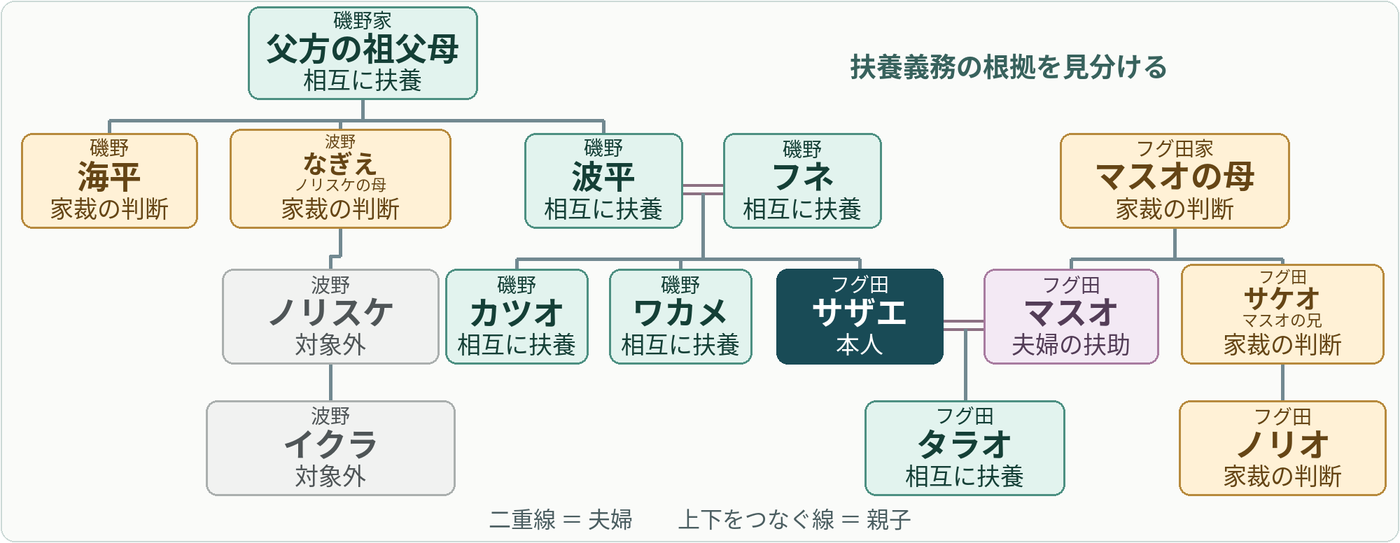 磯野家
父方の祖父母
相互に扶養
扶養義務の根拠を見分ける
磯野
海平
家裁の判断
波野
なぎえ
ノリスケの母
家裁の判断
磯野
波平
相互に扶養
磯野
フネ
相互に扶養
フグ田家
マスオの母
家裁の判断
波野
ノリスケ
対象外
磯野
カツオ
相互に扶養
磯野
ワカメ
相互に扶養
フグ田
サザエ
本人
フグ田
マスオ
夫婦の扶助
フグ田
サケオ
マスオの兄
家裁の判断
波野
イクラ
対象外
フグ田
タラオ
相互に扶養
フグ田
ノリオ
家裁の判断
二重線 = 夫婦　上下をつなぐ線 = 親子